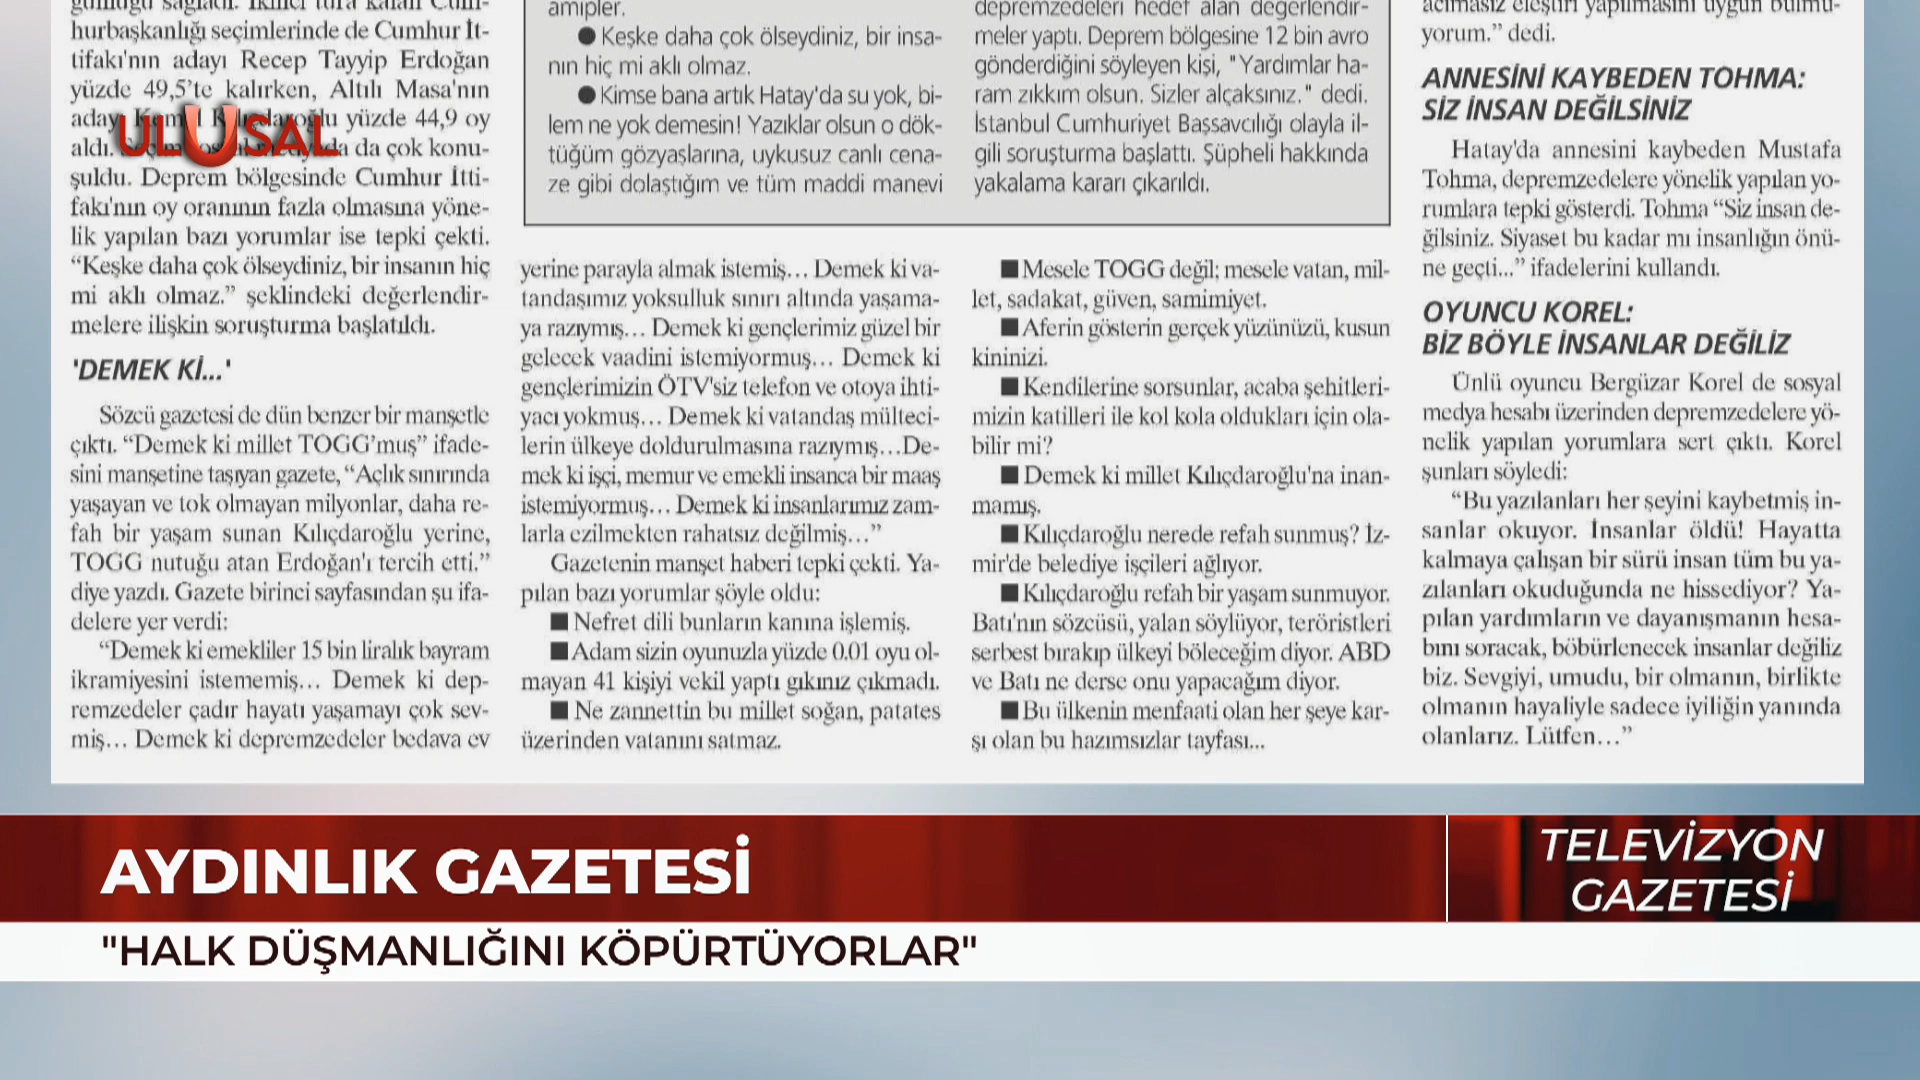 günlüğü sağladı. İkinci tura kalan Cum-
hurbaşkanlığı seçimlerinde de Cumhur İt-
tifakı'nın adayı Recep Tayyip Erdoğan
yüzde 49,5'te kalırken, Altılı Masa'nın
adayı Kemal Kılıçdaroğlu yüzde 44,9 oy
aldı. da çok konu-
şuldu. Deprem bölgesinde Cumhur İtti-
fakı'nın oy oranının fazla olmasına yöne-
lik yapılan bazı yorumlar ise tepki çekti.
“Keşke daha çok ölseydiniz, bir insanın hiç
mi aklı olmaz.” şeklindeki değerlendir-
melere ilişkin soruşturma başlatıldı.
'DEMEK Kİ...'
Sözcü gazetesi de dün benzer bir manşetle
çıktı. “Demek ki millet TOGG’muş” ifade-
sini manşetine taşıyan gazete, “Açlık sınırında
yaşayan ve tok olmayan milyonlar, daha re-
fah bir yaşam sunan Kılıçdaroğlu yerine,
TOGG nutuğu atan Erdoğan'ı tercih etti.”
diye yazdı. Gazete birinci sayfasından şu ifa-
delere yer verdi:
“Demek ki emekliler 15 bin liralık bayram
ikramiyesini istememiş… Demek ki dep-
remzedeler çadır hayatı yaşamayı çok sev-
miş… Demek ki depremzedeler bedava ev
amipler.
● Keşke daha çok ölseydiniz, bir insa-
nın hiç mi aklı olmaz.
● Kimse bana artık Hatay'da su yok, bi-
lem ne yok demesin! Yazıklar olsun o dök-
tüğüm gözyaşlarına, uykusuz canlı cena-
ze gibi dolaştığım ve tüm maddi manevi
depremzedeleri hedef alan değerlendir-
meler yaptı. Deprem bölgesine 12 bin avro
gönderdiğini söyleyen kişi, "Yardımlar ha-
ram zıkkım olsun. Sizler alçaksınız." dedi.
İstanbul Cumhuriyet Başsavcılığı olayla il-
gili soruşturma başlattı. Şüpheli hakkında
yakalama kararı çıkarıldı.
yerine parayla almak istemiş… Demek ki va-
tandaşımız yoksulluk sınırı altında yaşama-
ya razıymış… Demek ki gençlerimiz güzel bir
gelecek vaadini istemiyormuş… Demek ki
gençlerimizin ÖTV'siz telefon ve otoya ihti-
yacı yokmuş… Demek ki vatandaş mülteci-
lerin ülkeye doldurulmasına razıymış…De-
mek ki işçi, memur ve emekli insanca bir maaş
istemiyormuş… Demek ki insanlarımız zam-
larla ezilmekten rahatsız değilmiş…”
Gazetenin manşet haberi tepki çekti. Ya-
pılan bazı yorumlar şöyle oldu:
■ Nefret dili bunların kanına işlemiş.
■ Adam sizin oyunuzla yüzde 0.01 oyu ol-
mayan 41 kişiyi vekil yaptı gıkınız çıkmadı.
■ Ne zannettin bu millet soğan, patates
üzerinden vatanını satmaz.
■ Mesele TOGG değil; mesele vatan, mil-
let, sadakat, güven, samimiyet.
■ Aferin gösterin gerçek yüzünüzü, kusun
kininizi.
■ Kendilerine sorsunlar, acaba şehitleri-
mizin katilleri ile kol kola oldukları için ola-
bilir mi?
■ Demek ki millet Kılıçdaroğlu'na inan-
mamış.
■ Kılıçdaroğlu nerede refah sunmuş? İz-
mir'de belediye işçileri ağlıyor.
■ Kılıçdaroğlu refah bir yaşam sunmuyor.
Batı'nın sözcüsü, yalan söylüyor, teröristleri
serbest bırakıp ülkeyi böleceğim diyor. ABD
ve Batı ne derse onu yapacağım diyor.
■ Bu ülkenin menfaati olan her şeye kar-
şı olan bu hazımsızlar tayfası...
acımasız eleştiri yapılmasını uygun bulmu-
yorum.” dedi.
ANNESİNİ KAYBEDEN TOHMA:
SİZ İNSAN DEĞİLSİNİZ
Hatay'da annesini kaybeden Mustafa
Tohma, depremzedelere yönelik yapılan yo-
rumlara tepki gösterdi. Tohma “Siz insan de-
ğilsiniz. Siyaset bu kadar mı insanlığın önü-
ne geçti...” ifadelerini kullandı.
OYUNCU KOREL:
BİZ BÖYLE İNSANLAR DEĞİLİZ
Ünlü oyuncu Bergüzar Korel de sosyal
medya hesabı üzerinden depremzedelere yö-
nelik yapılan yorumlara sert çıktı. Korel
şunları söyledi:
“Bu yazılanları her şeyini kaybetmiş in-
sanlar okuyor. İnsanlar öldü! Hayatta
kalmaya çalışan bir sürü insan tüm bu ya-
zılanları okuduğunda ne hissediyor? Ya-
pılan yardımların ve dayanışmanın hesa-
bını soracak, böbürlenecek insanlar değiliz
biz. Sevgiyi, umudu, bir olmanın, birlikte
olmanın hayaliyle sadece iyiliğin yanında
olanlarız. Lütfen…”
ULUSAL
AYDINLIK GAZETESİ
TELEVİZYON
GAZETESİ
"HALK DÜŞMANLIĞINI KÖPÜRTÜYORLAR"